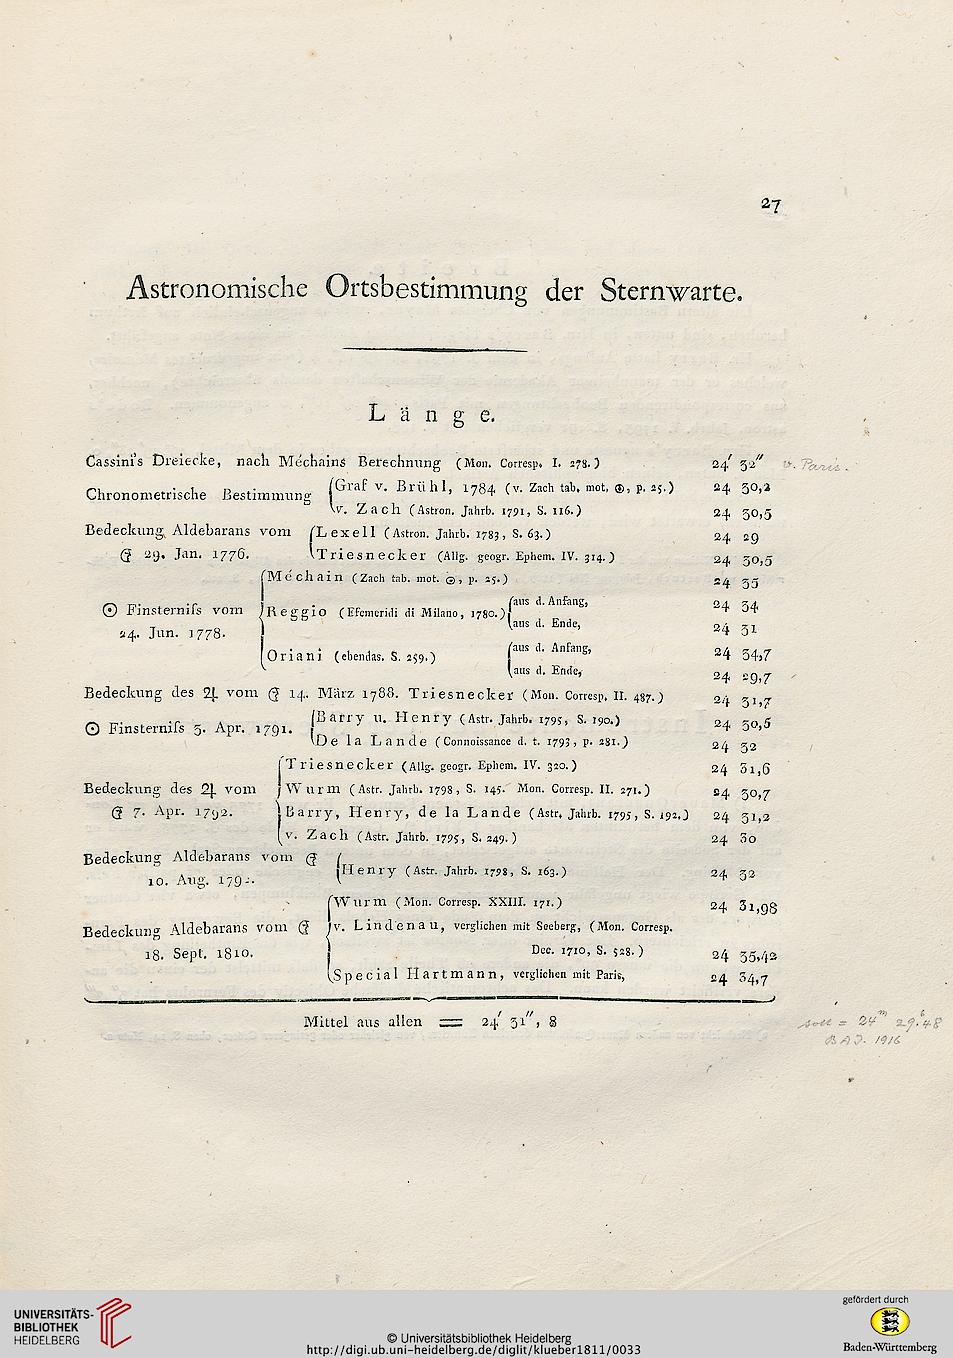 27
Astronomische Ortsbestimmung der Sternwarte.
Länge.
Cassini's Dreiecke, nach Méchains Berechnung (Mon. Corresp. I. 278.) 24′ 32″ v. Paris.
Chronometrische Bestimmung
Graf v. Brühl, 1784 (v. Zach tab. mot. ☉, p. 25.) 24 30,2
v. Zach (Astron. Jahrb. 1791, S. 116.) 24 30,5
Bedeckung Aldebarans vom
☾ 29. Jan. 1776.
Lexell (Astron. Jahrb. 1783, S. 63.) 24 29
Triesnecker (Allg. geogr. Ephem. IV. 314.) 24 30,5
☉ Finsterniſs vom
24. Jun. 1778.
Méchain (Zach tab. mot. ☉, p. 25.) 24 35
Reggio (Efemeridi di Milano, 1780.)
aus d. Anfang, 24 34
aus d. Ende, 24 31
Oriani (ebendas. S. 259.)
aus d. Anfang, 24 34,7
aus d. Ende, 24 29,7
Bedeckung des ♃ vom ☾ 14. März 1788. Triesnecker (Mon. Corresp. II. 487.) 24 31,7
☉ Finsterniſs 3. Apr. 1791.
Barry u. Henry (Astr. Jahrb. 1795, S. 190.) 24 30,5
De la Lande (Connoissance d. t. 1793, p. 281.) 24 32
Bedeckung des ♃ vom
☾ 7. Apr. 1792.
Triesnecker (Allg. geogr. Ephem. IV. 320.) 24 31,6
Wurm (Astr. Jahrb. 1798, S. 145. Mon. Corresp. II. 271.) 24 30,7
Barry, Henry, de la Lande (Astr. Jahrb. 1795, S. 192.) 24 31,2
v. Zach (Astr. Jahrb. 1795, S. 249.) 24 30
Bedeckung Aldebarans vom ☾
10. Aug.
Henry (Astr. Jahrb. 1798, S. 163.) 24 32
Bedeckung Aldebarans vom ☾
18. Sept. 1810.
Wurm (Mon. Corresp. XXIII. 171.) 24 31,98
v. Lindenau, verglichen mit Seeberg, (Mon. Corresp.
Dec. 1710, S. 528.) 24 35,42
Special Hartmann, verglichen mit Paris, 24 34,7
Mittel aus allen = 24′ 31″, 8
soll = 24ᵐ 29.ˢ48
BAJ. 1916
UNIVERSITÄTS-
BIBLIOTHEK
HEIDELBERG
© Universitätsbibliothek Heidelberg
http://digi.ub.uni-heidelberg.de/diglit/klueber1811/0033
gefördert durch
Baden-Württemberg